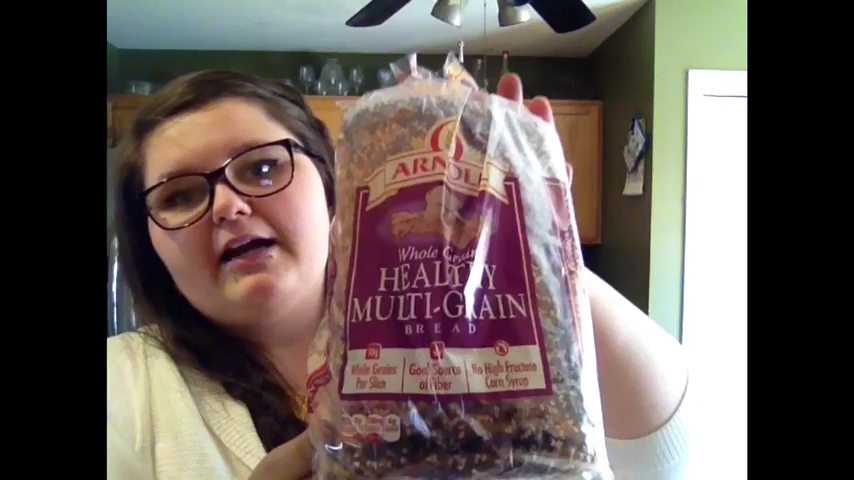 ARNOLD
Whole Grain
HEALTHY
MULTI-GRAIN
BREAD
Whole Grains Good Source No High Fructose
Per Slice of Fiber Corn Syrup